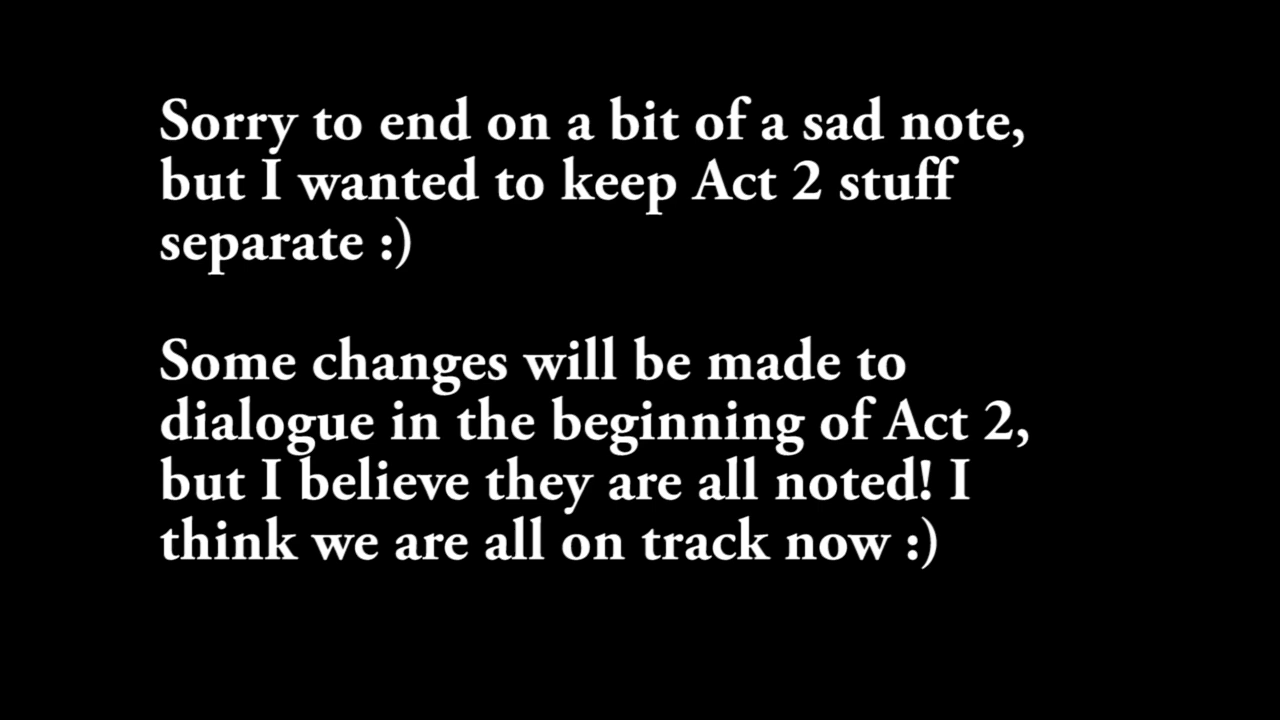 Sorry to end on a bit of a sad note,
but I wanted to keep Act 2 stuff
separate :)
Some changes will be made to
dialogue in the beginning of Act 2,
but I believe they are all noted! I
think we are all on track now :)